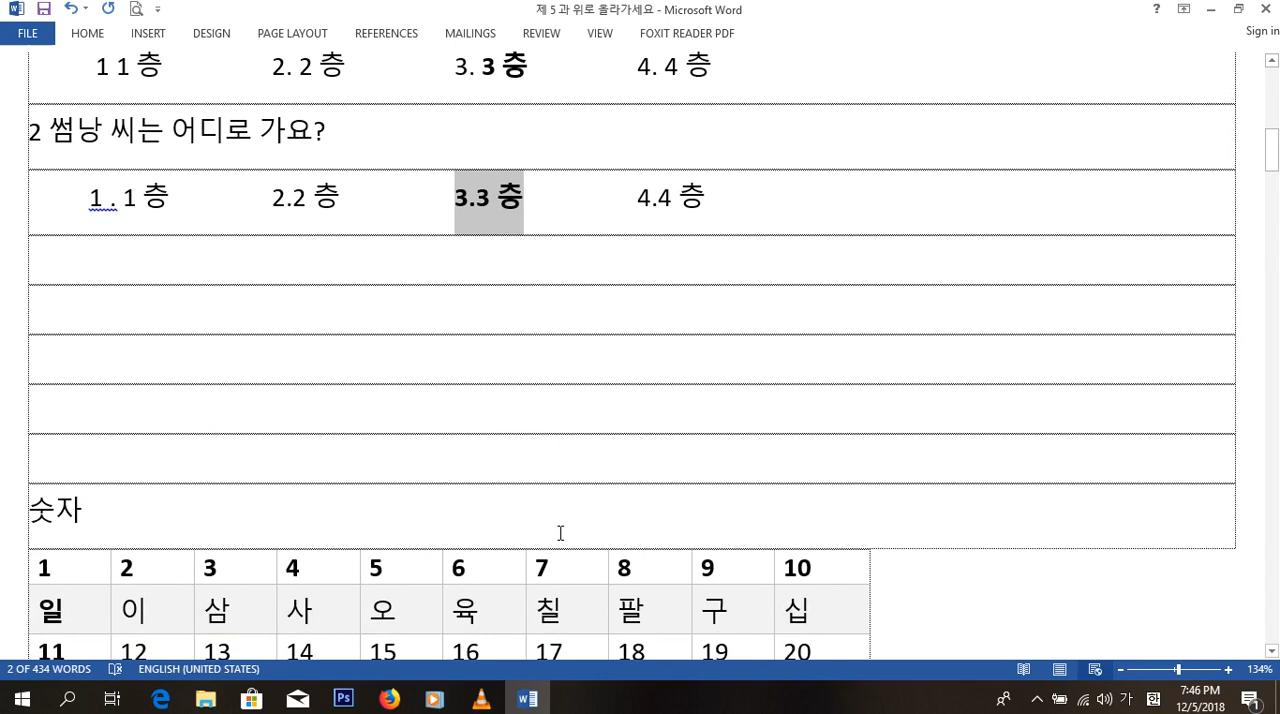 제 5 과 위로 올라가세요 - Microsoft Word
?
Sign in
FILE HOME INSERT DESIGN PAGE LAYOUT REFERENCES MAILINGS REVIEW VIEW FOXIT READER PDF
1 1 층 2. 2 층 3. 3 층 4. 4 층
2 썸낭 씨는 어디로 가요?
1 . 1 층 2.2 층 3.3 층 4.4 층
숫자
1 2 3 4 5 6 7 8 9 10
일 이 삼 사 오 육 칠 팔 구 십
11 12 13 14 15 16 17 18 19 20
2 OF 434 WORDS ENGLISH (UNITED STATES) 134%
가
7:46 PM
12/5/2018